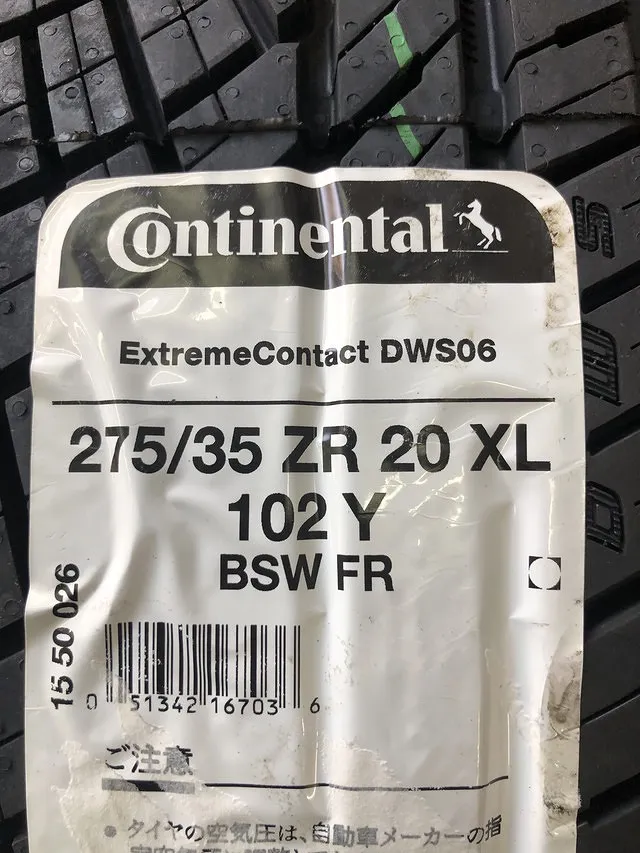 Continental
ExtremeContact DWS06
275/35 ZR 20 XL
102 Y
BSW FR
15 50 026
0 51342 16703 6
ご注意
● タイヤの空気圧は、自動車メーカーの指
S
W
D